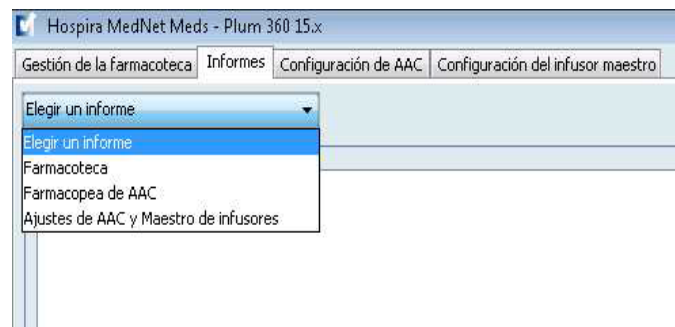 Hospira MedNet Meds - Plum 360 15.x
Gestión de la farmacoteca Informes Configuración de AAC Configuración del infusor maestro
Elegir un informe
Elegir un informe
Farmacoteca
Farmacopea de AAC
Ajustes de AAC y Maestro de infusores